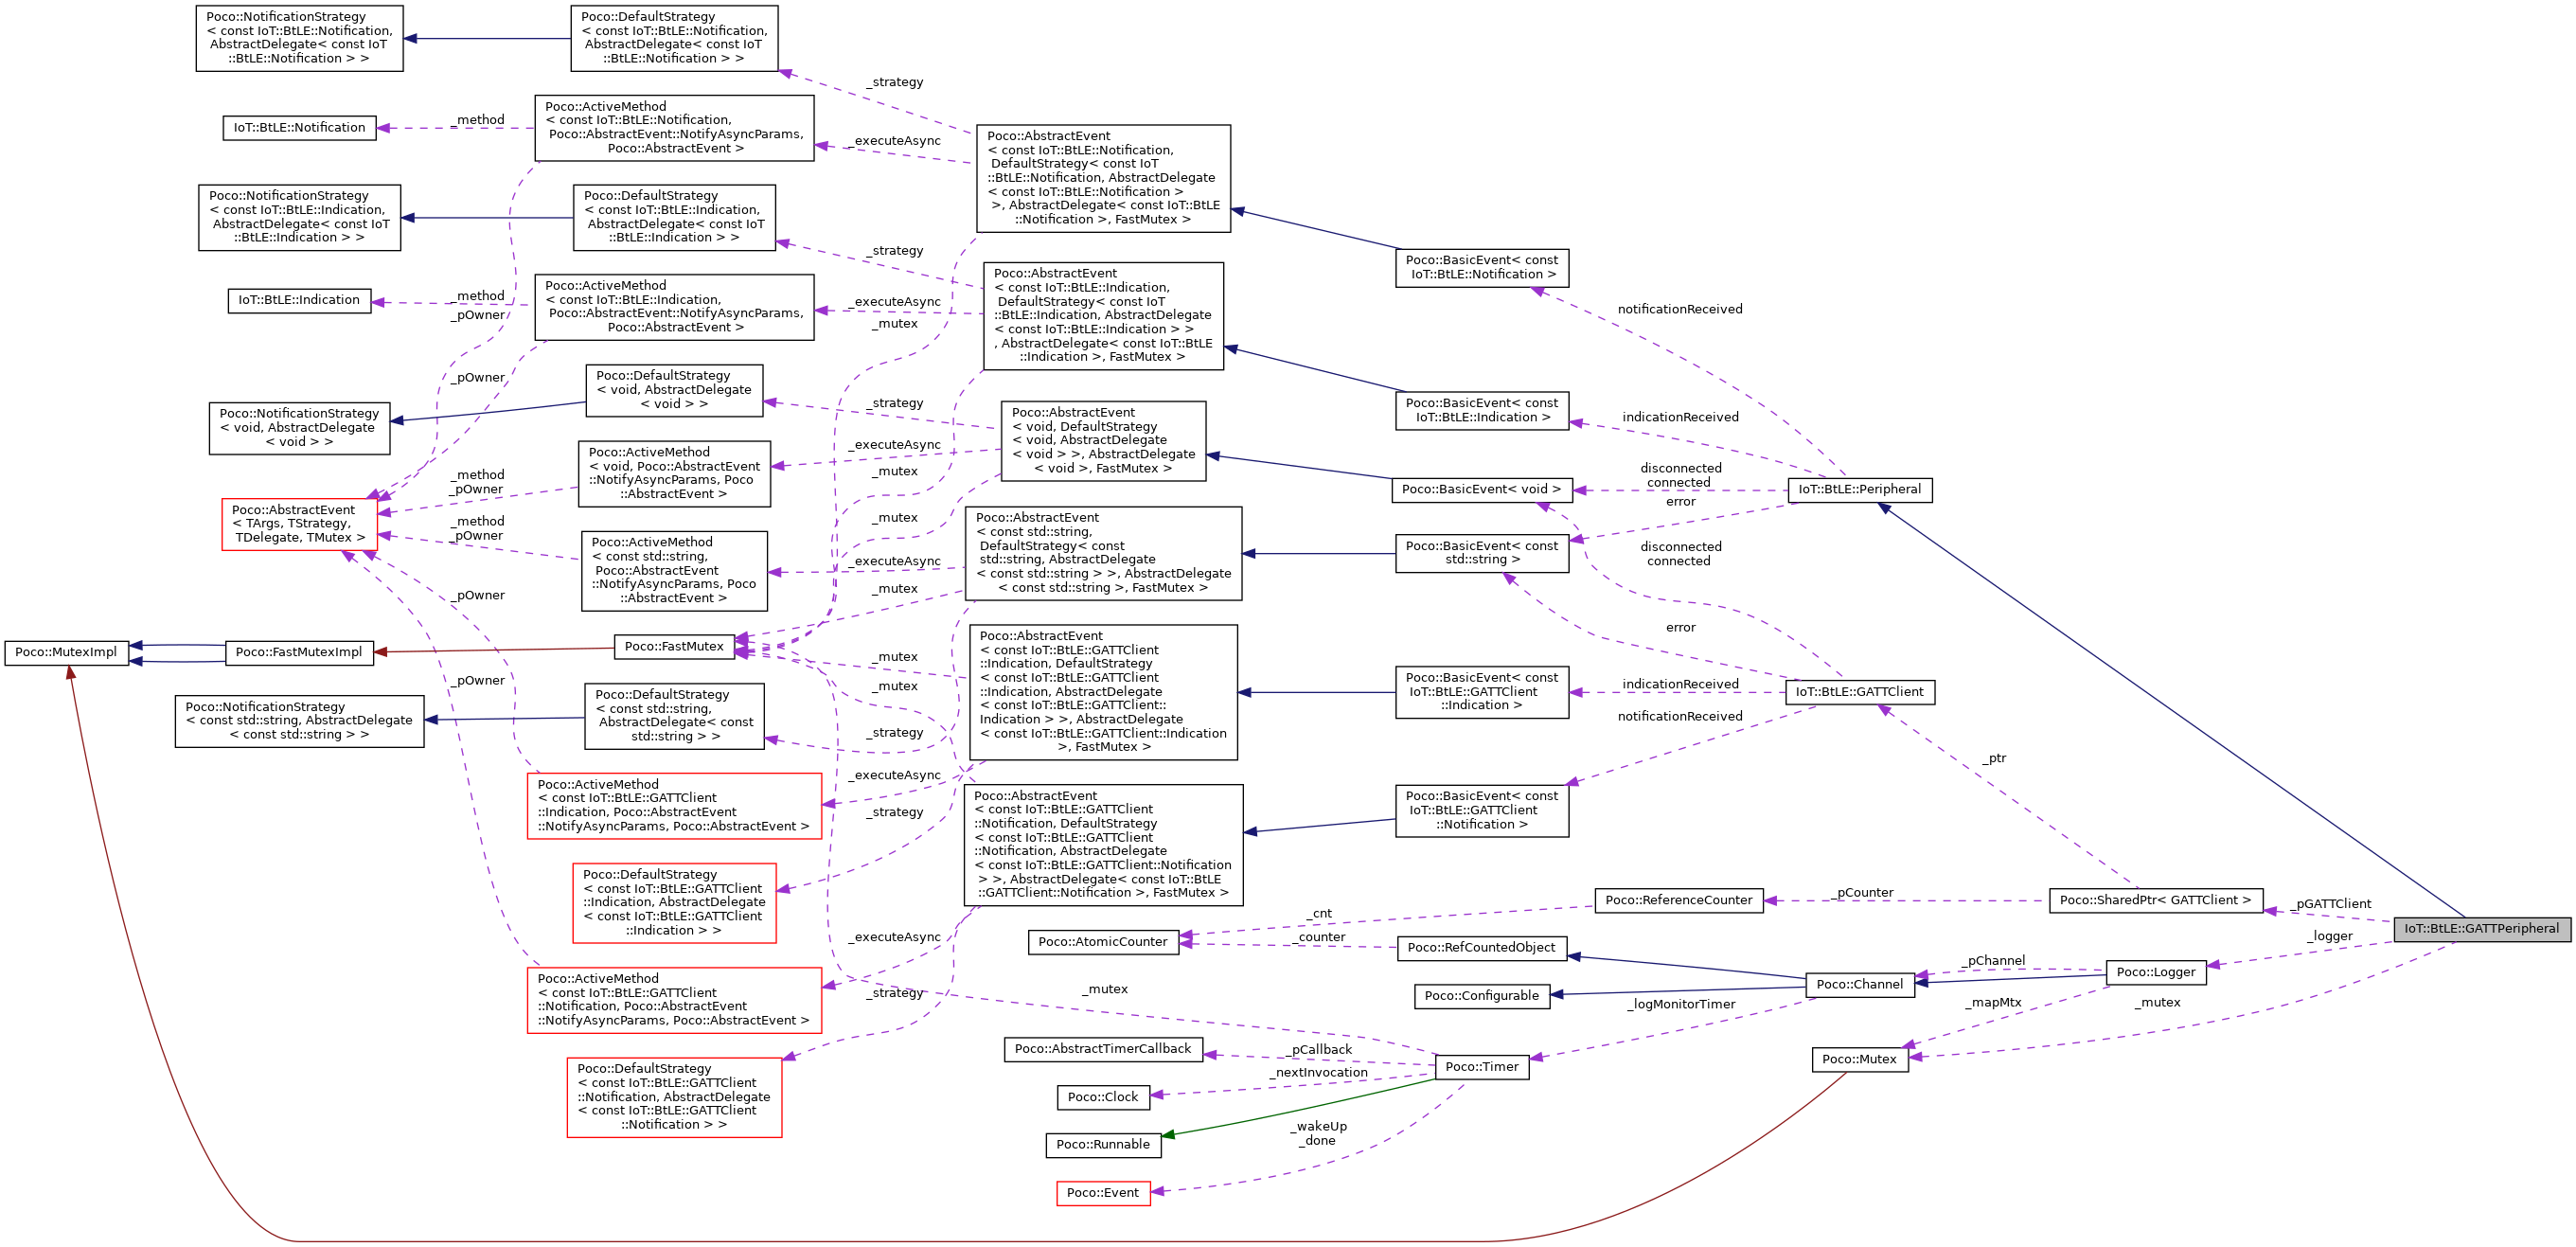 Poco::NotificationStrategy
< const IoT::BtLE::Notification,
AbstractDelegate< const IoT
::BtLE::Notification > >
Poco::DefaultStrategy
< const IoT::BtLE::Notification,
AbstractDelegate< const IoT
::BtLE::Notification > >
_strategy
IoT::BtLE::Notification
_method
Poco::ActiveMethod
< const IoT::BtLE::Notification,
Poco::AbstractEvent::NotifyAsyncParams,
Poco::AbstractEvent >
_executeAsync
Poco::AbstractEvent
< const IoT::BtLE::Notification,
DefaultStrategy< const IoT
::BtLE::Notification, AbstractDelegate
< const IoT::BtLE::Notification >
>, AbstractDelegate< const IoT::BtLE
::Notification >, FastMutex >
Poco::NotificationStrategy
< const IoT::BtLE::Indication,
AbstractDelegate< const IoT
::BtLE::Indication > >
Poco::DefaultStrategy
< const IoT::BtLE::Indication,
AbstractDelegate< const IoT
::BtLE::Indication > >
_strategy
Poco::BasicEvent< const
IoT::BtLE::Notification >
IoT::BtLE::Indication
_method
_pOwner
Poco::ActiveMethod
< const IoT::BtLE::Indication,
Poco::AbstractEvent::NotifyAsyncParams,
Poco::AbstractEvent >
_executeAsync
_mutex
Poco::AbstractEvent
< const IoT::BtLE::Indication,
DefaultStrategy< const IoT
::BtLE::Indication, AbstractDelegate
< const IoT::BtLE::Indication > >
, AbstractDelegate< const IoT::BtLE
::Indication >, FastMutex >
notificationReceived
_pOwner
Poco::DefaultStrategy
< void, AbstractDelegate
< void > >
_strategy
Poco::BasicEvent< const
IoT::BtLE::Indication >
indicationReceived
Poco::NotificationStrategy
< void, AbstractDelegate
< void > >
Poco::AbstractEvent
< void, DefaultStrategy
< void, AbstractDelegate
< void > >, AbstractDelegate
< void >, FastMutex >
_executeAsync
_mutex
Poco::ActiveMethod
< void, Poco::AbstractEvent
::NotifyAsyncParams, Poco
::AbstractEvent >
_method
_pOwner
Poco::BasicEvent< void >
disconnected
connected
IoT::BtLE::Peripheral
error
Poco::AbstractEvent
< TArgs, TStrategy,
TDelegate, TMutex >
_method
_pOwner
_mutex
Poco::ActiveMethod
< const std::string,
Poco::AbstractEvent
::NotifyAsyncParams, Poco
::AbstractEvent >
_executeAsync
_mutex
Poco::AbstractEvent
< const std::string,
DefaultStrategy< const
std::string, AbstractDelegate
< const std::string > >, AbstractDelegate
< const std::string >, FastMutex >
Poco::BasicEvent< const
std::string >
disconnected
connected
_pOwner
error
Poco::MutexImpl
Poco::FastMutexImpl
Poco::FastMutex
_mutex
_mutex
Poco::AbstractEvent
< const IoT::BtLE::GATTClient
::Indication, DefaultStrategy
< const IoT::BtLE::GATTClient
::Indication, AbstractDelegate
< const IoT::BtLE::GATTClient::
Indication > >, AbstractDelegate
< const IoT::BtLE::GATTClient::Indication
>, FastMutex >
Poco::BasicEvent< const
IoT::BtLE::GATTClient
::Indication >
indicationReceived
IoT::BtLE::GATTClient
notificationReceived
_pOwner
Poco::NotificationStrategy
< const std::string, AbstractDelegate
< const std::string > >
Poco::DefaultStrategy
< const std::string,
AbstractDelegate< const
std::string > >
_strategy
_ptr
Poco::ActiveMethod
< const IoT::BtLE::GATTClient
::Indication, Poco::AbstractEvent
::NotifyAsyncParams, Poco::AbstractEvent >
_executeAsync
_strategy
Poco::AbstractEvent
< const IoT::BtLE::GATTClient
::Notification, DefaultStrategy
< const IoT::BtLE::GATTClient
::Notification, AbstractDelegate
< const IoT::BtLE::GATTClient::Notification
> >, AbstractDelegate< const IoT::BtLE
::GATTClient::Notification >, FastMutex >
Poco::BasicEvent< const
IoT::BtLE::GATTClient
::Notification >
Poco::DefaultStrategy
< const IoT::BtLE::GATTClient
::Indication, AbstractDelegate
< const IoT::BtLE::GATTClient
::Indication > >
Poco::ReferenceCounter
_pCounter
Poco::SharedPtr< GATTClient >
_pGATTClient
IoT::BtLE::GATTPeripheral
_executeAsync
Poco::AtomicCounter
_cnt
_counter
Poco::RefCountedObject
_logger
Poco::ActiveMethod
< const IoT::BtLE::GATTClient
::Notification, Poco::AbstractEvent
::NotifyAsyncParams, Poco::AbstractEvent >
_strategy
_mutex
Poco::Configurable
Poco::Channel
_pChannel
Poco::Logger
_logMonitorTimer
_mapMtx
_mutex
Poco::DefaultStrategy
< const IoT::BtLE::GATTClient
::Notification, AbstractDelegate
< const IoT::BtLE::GATTClient
::Notification > >
Poco::AbstractTimerCallback
_pCallback
_nextInvocation
Poco::Timer
Poco::Mutex
Poco::Clock
Poco::Runnable
_wakeUp
_done
Poco::Event